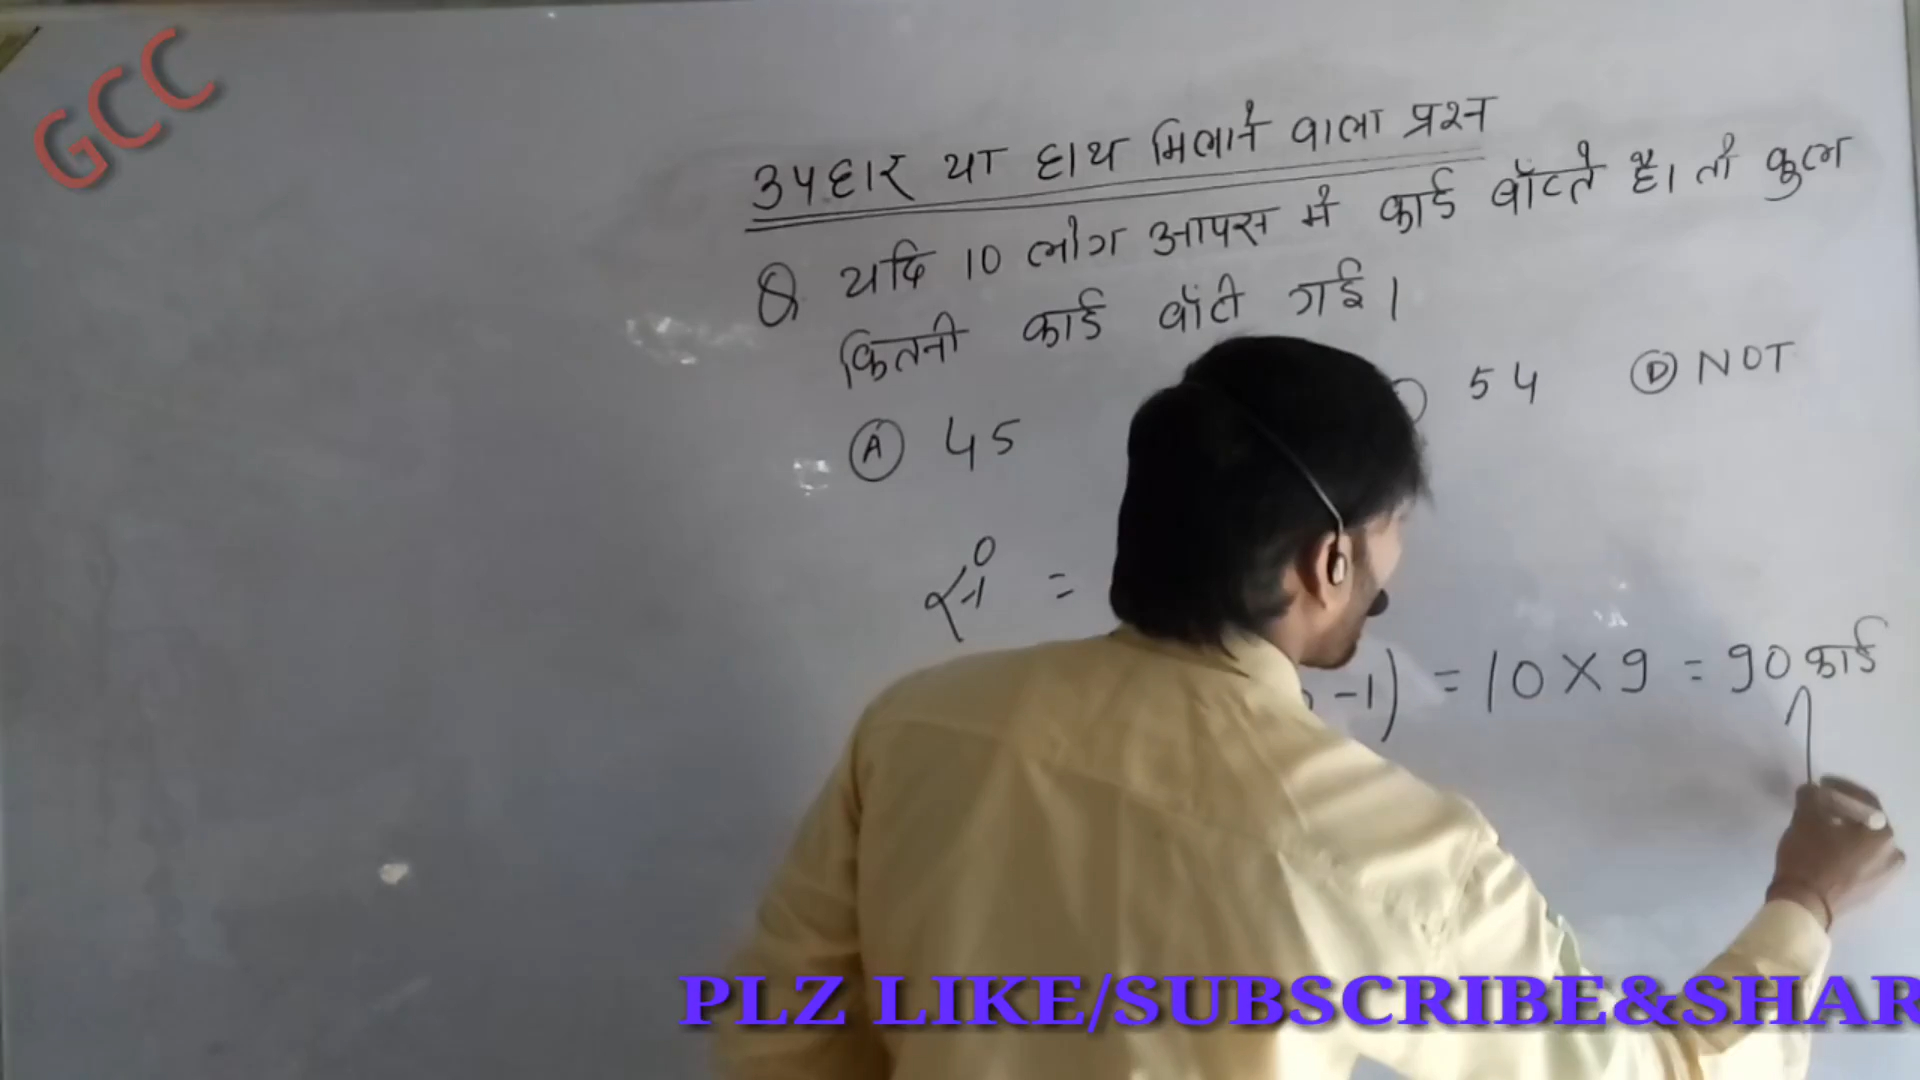 GCC
उपहार या हाथ मिलाने वाला प्रश्न
Q यदि 10 लोग आपस में कार्ड बाँटते है। तो कुल
कितनी कार्ड बाँटी गई।
A 45 54 D NOT
=
-1) = 10 × 9 = 90 कार्ड
PLZ LIKE/SUBSCRIBE&SHAR